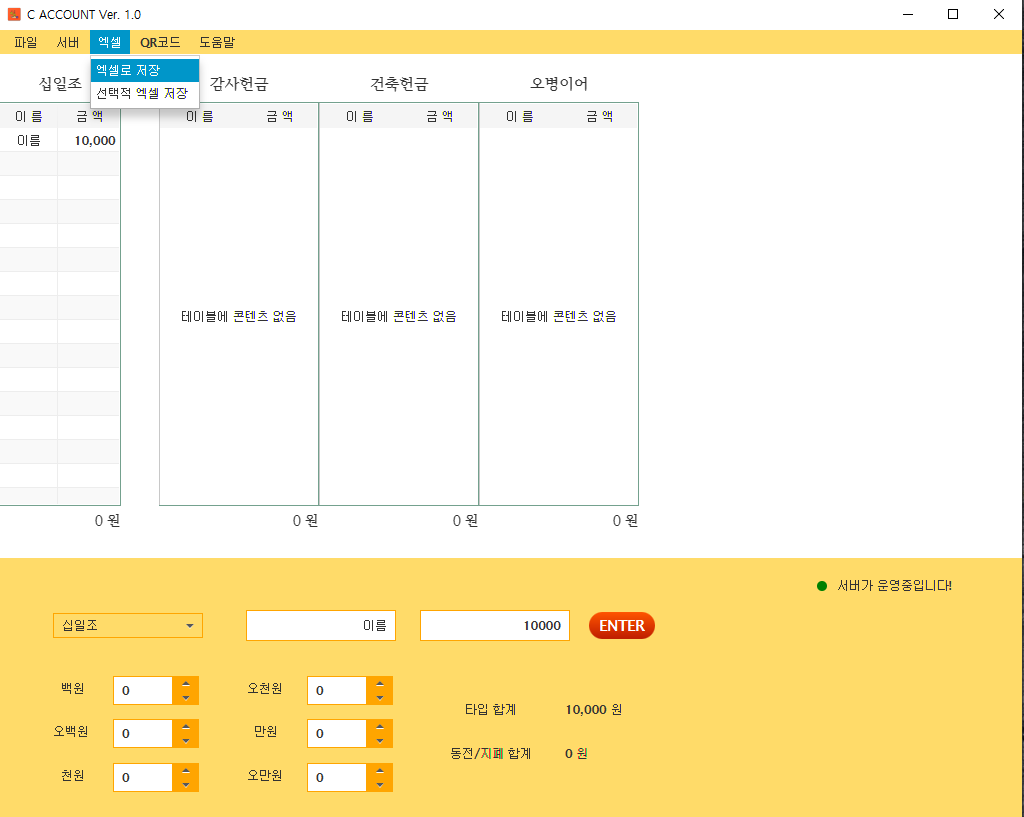 C ACCOUNT Ver. 1.0
파일 서버 엑셀 QR코드 도움말
엑셀로 저장
선택적 엑셀 저장
십일조 감사헌금 건축헌금 오병이어
이 름 금 액 이 름 금 액 이 름 금 액 이 름 금 액
이름 10,000
테이블에 콘텐츠 없음 테이블에 콘텐츠 없음 테이블에 콘텐츠 없음
0 원 0 원 0 원 0 원
서버가 운영중입니다!
십일조 이름 10000 ENTER
백원 0 오천원 0
타입 합계 10,000 원
오백원 0 만원 0
동전/지폐 합계 0 원
천원 0 오만원 0